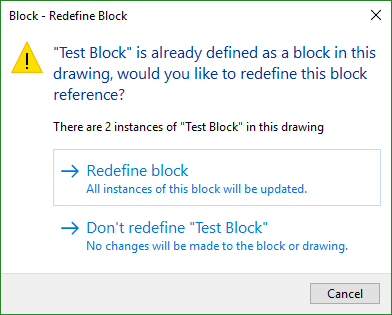 Block - Redefine Block
"Test Block" is already defined as a block in this
drawing, would you like to redefine this block
reference?
There are 2 instances of "Test Block" in this drawing
Redefine block
All instances of this block will be updated.
Don't redefine "Test Block"
No changes will be made to the block or drawing.
Cancel